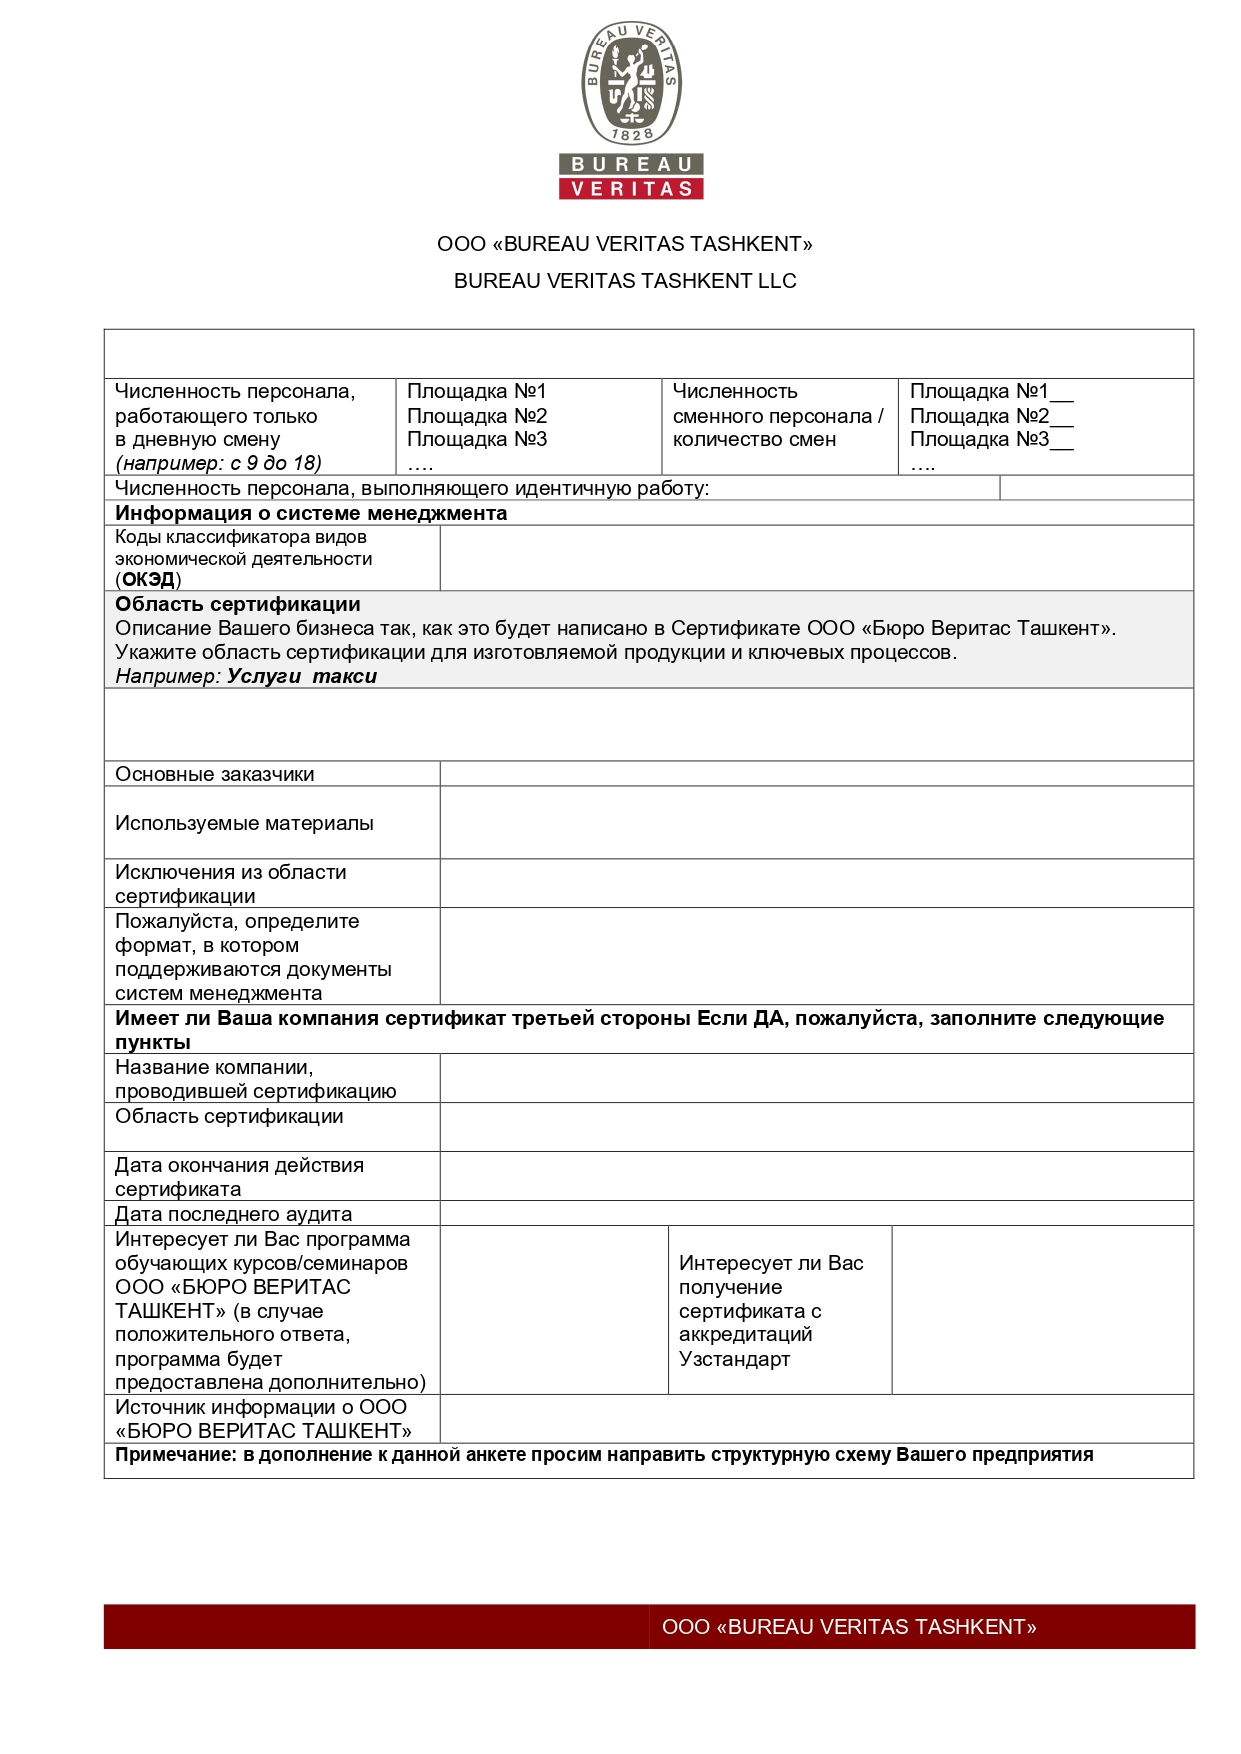 BUREAU VERITAS
1828
BUREAU
VERITAS
ООО «BUREAU VERITAS TASHKENT»
BUREAU VERITAS TASHKENT LLC
Численность персонала,
работающего только
в дневную смену
(например: с 9 до 18)
Площадка №1
Площадка №2
Площадка №3
….
Численность
сменного персонала /
количество смен
Площадка №1__
Площадка №2__
Площадка №3__
….
Численность персонала, выполняющего идентичную работу:
Информация о системе менеджмента
Коды классификатора видов
экономической деятельности
(ОКЭД)
Область сертификации
Описание Вашего бизнеса так, как это будет написано в Сертификате ООО «Бюро Веритас Ташкент».
Укажите область сертификации для изготовляемой продукции и ключевых процессов.
Например: Услуги такси
Основные заказчики
Используемые материалы
Исключения из области
сертификации
Пожалуйста, определите
формат, в котором
поддерживаются документы
систем менеджмента
Имеет ли Ваша компания сертификат третьей стороны Если ДА, пожалуйста, заполните следующие
пункты
Название компании,
проводившей сертификацию
Область сертификации
Дата окончания действия
сертификата
Дата последнего аудита
Интересует ли Вас программа
обучающих курсов/семинаров
ООО «БЮРО ВЕРИТАС
ТАШКЕНТ» (в случае
положительного ответа,
программа будет
предоставлена дополнительно)
Интересует ли Вас
получение
сертификата с
аккредитаций
Узстандарт
Источник информации о ООО
«БЮРО ВЕРИТАС ТАШКЕНТ»
Примечание: в дополнение к данной анкете просим направить структурную схему Вашего предприятия
ООО «BUREAU VERITAS TASHKENT»